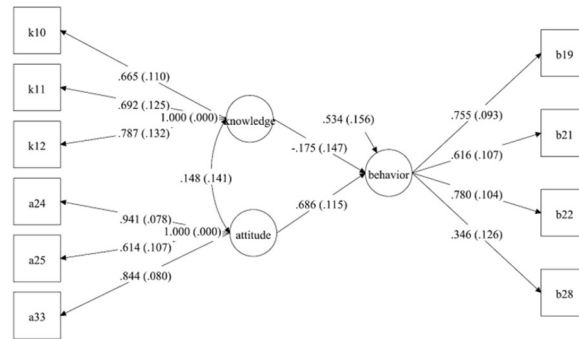 k10
k11
k12
a24
a25
a33
.665 (.110)
.692 (.125)
.787 (.132)
1.000 (.000)
knowledge
.148 (.141)
.941 (.078)
.614 (.107)
.844 (.080)
1.000 (.000)
attitude
-.175 (.147)
.686 (.115)
.534 (.156)
behavior
.755 (.093)
.616 (.107)
.780 (.104)
.346 (.126)
b19
b21
b22
b28